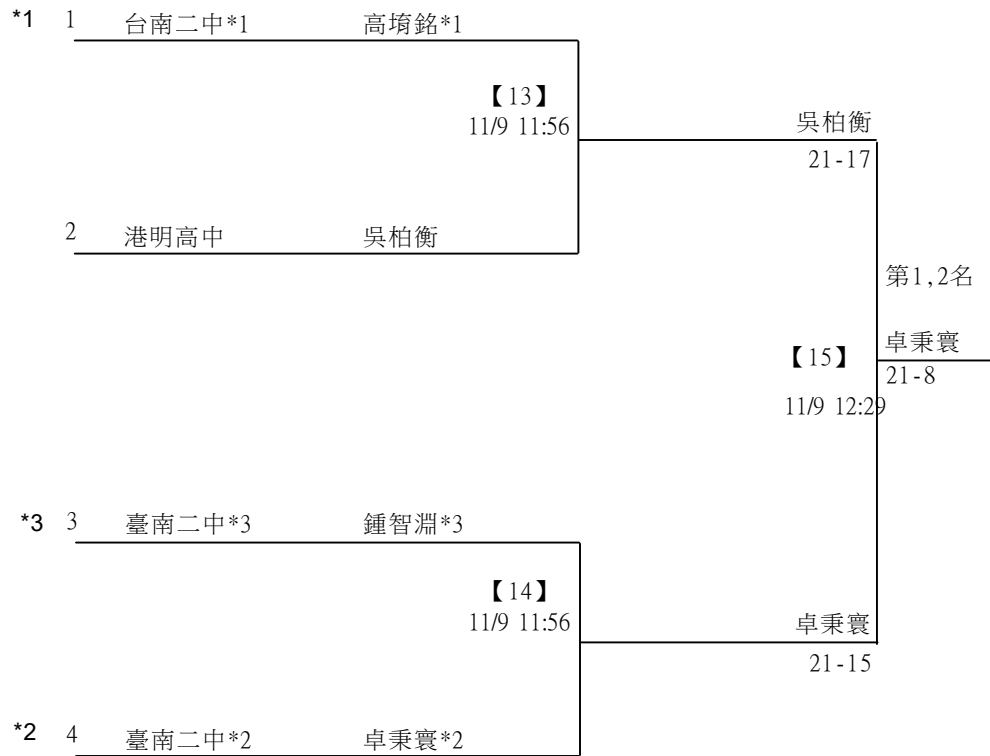 *1 1 台南二中*1 高堉銘*1
【13】
11/9 11:56
吳柏衡
21-17
2 港明高中 吳柏衡
第1,2名
【15】
卓秉寰
21-8
11/9 12:29
*3 3 臺南二中*3 鍾智淵*3
【14】
11/9 11:56
卓秉寰
21-15
*2 4 臺南二中*2 卓秉寰*2